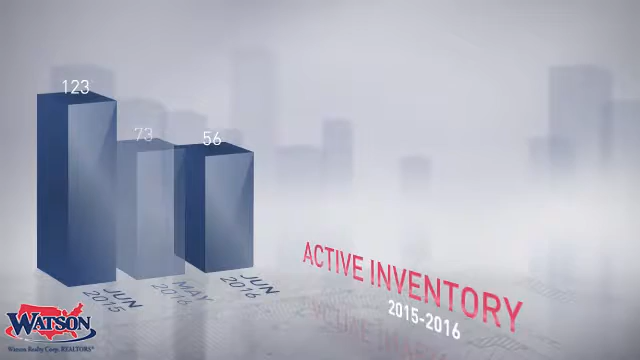 123
73
56
JUN
2015
MAY
2016
JUN
2016
ACTIVE INVENTORY
2015-2016
WATSON
Watson Realty Corp. REALTORS®